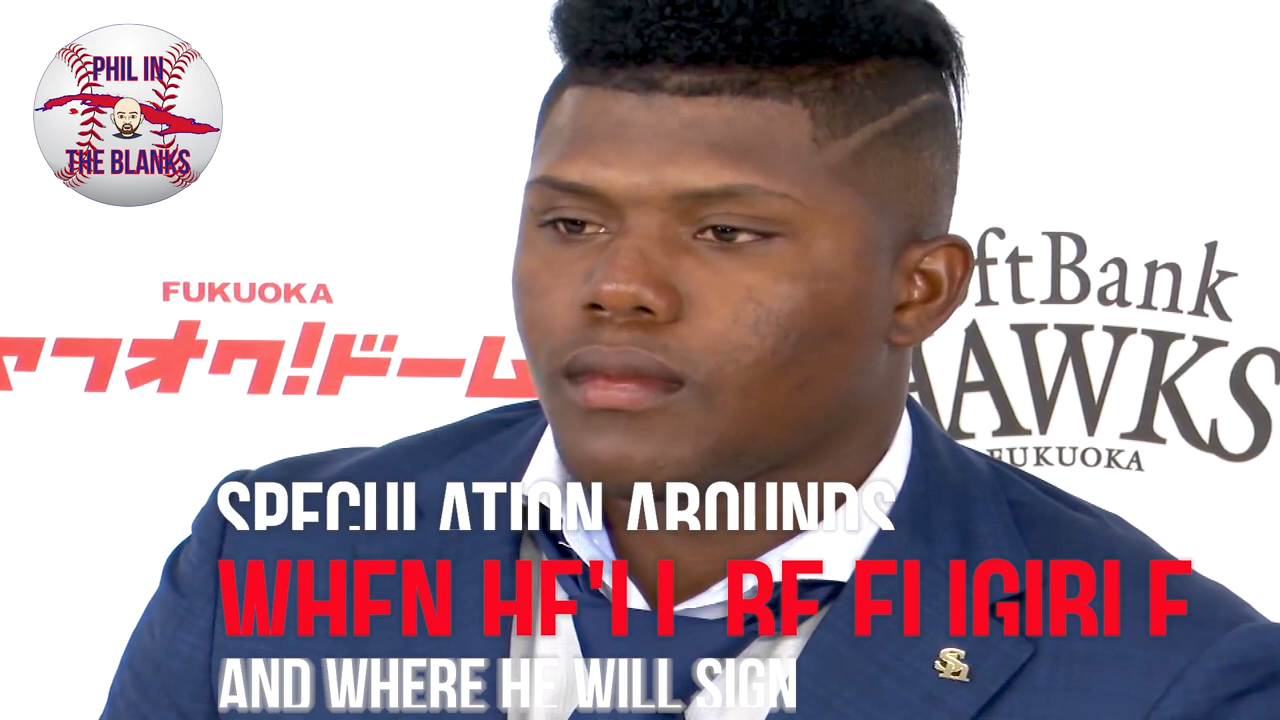 PHIL IN
THE BLANKS
FUKUOKA
ヤフオク!ドーム
ftBank
AWKS
FUKUOKA
SPECULATION AROUNDS
WHEN HE'LL BE ELIGIBLE
AND WHERE HE WILL SIGN